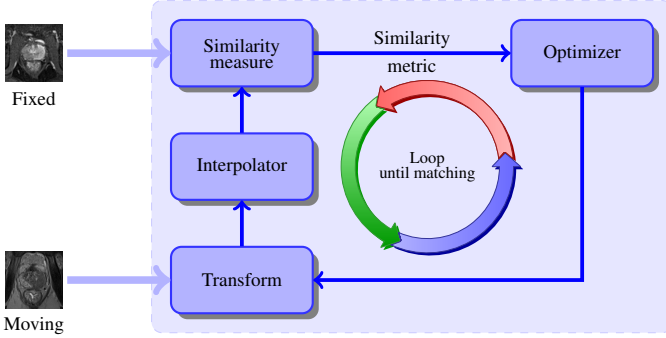 Similarity
measure
Similarity
metric
Optimizer
Fixed
Interpolator
Loop
until matching
Transform
Moving